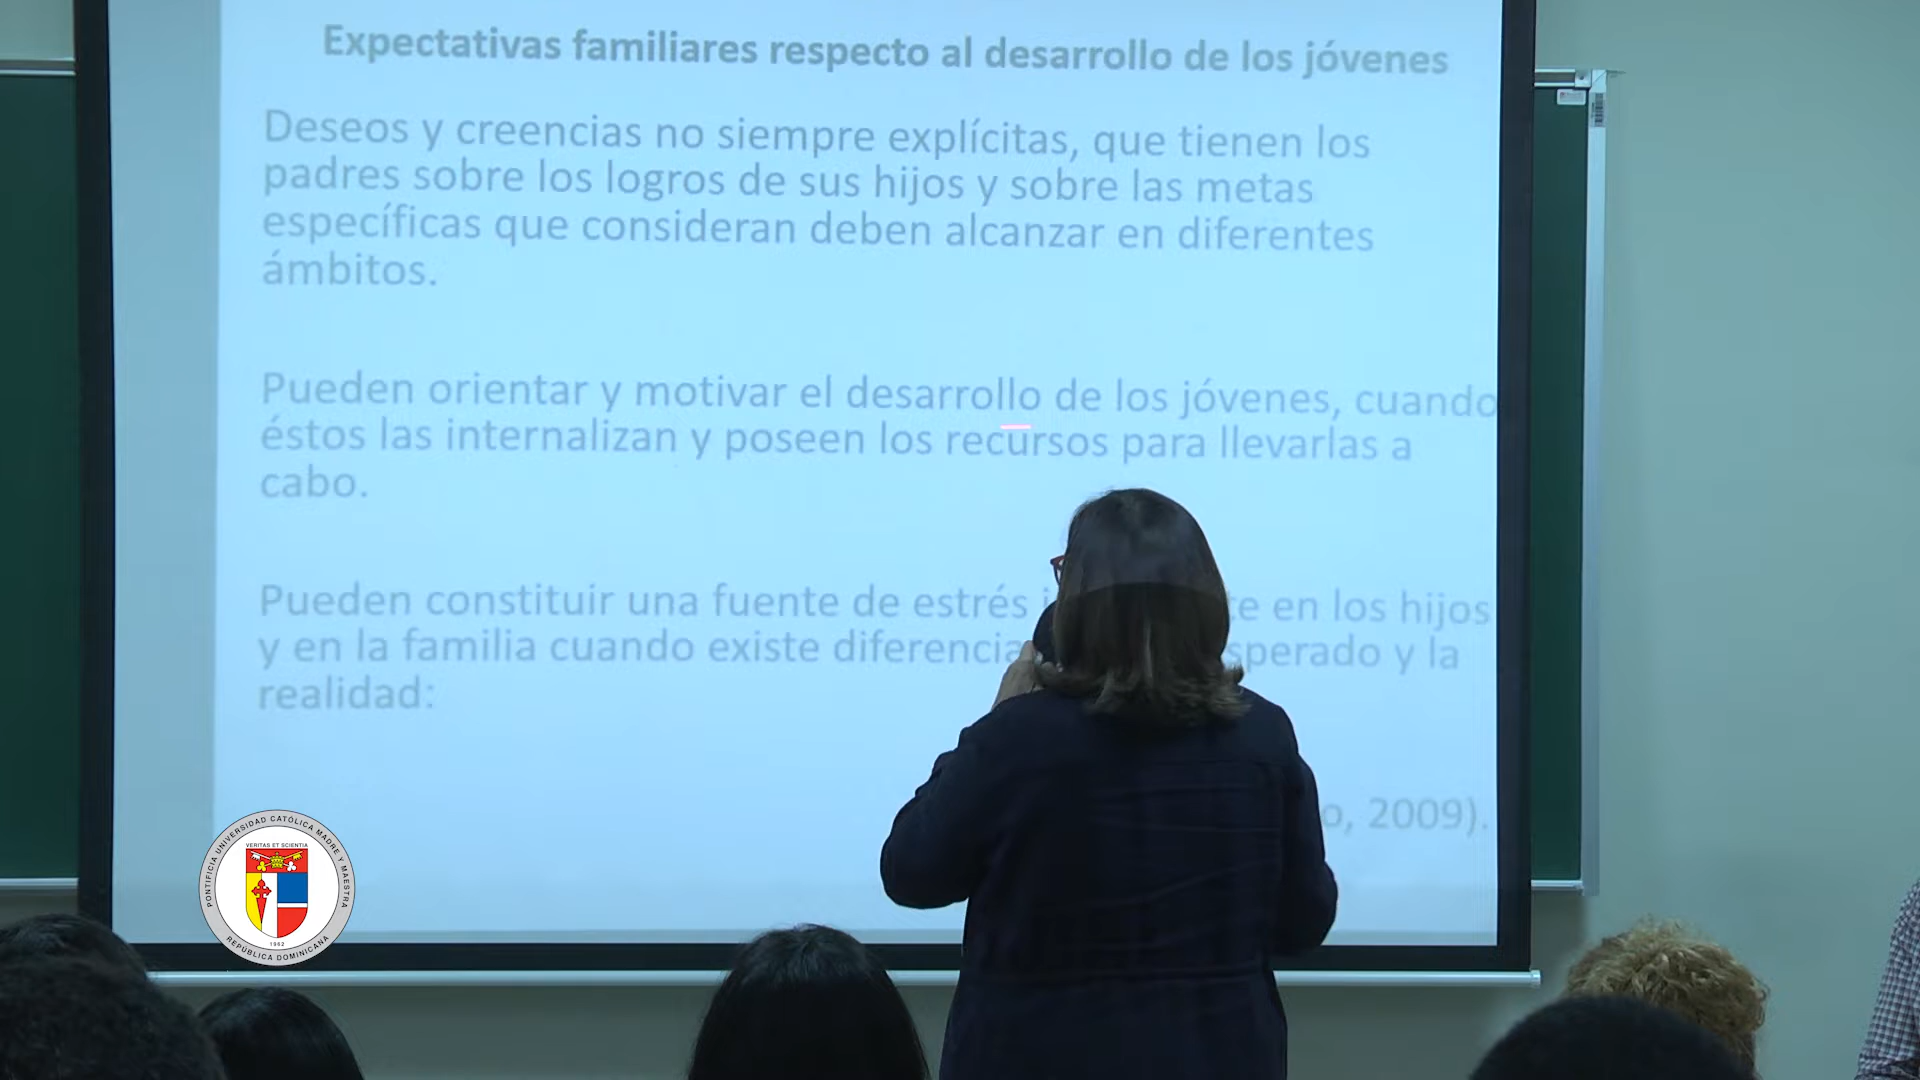 Expectativas familiares respecto al desarrollo de los jóvenes
Deseos y creencias no siempre explícitas, que tienen los
padres sobre los logros de sus hijos y sobre las metas
específicas que consideran deben alcanzar en diferentes
ámbitos.
Pueden orientar y motivar el desarrollo de los jóvenes, cuando
éstos las internalizan y poseen los recursos para llevarlas a
cabo.
Pueden constituir una fuente de estrés en los hijos
y en la familia cuando existe y la
realidad:
2009).
PONTIFICIA UNIVERSIDAD CATÓLICA MADRE Y MAESTRA
VERITAS ET SCIENTIA
1962
REPÚBLICA DOMINICANA